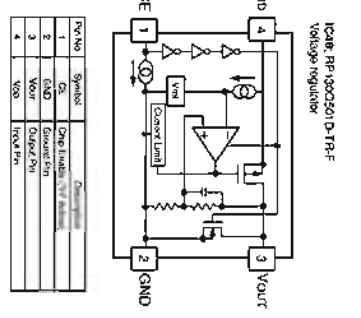 IC48, RP130Q501D-TR-F
Voltage regulator
4
3
VOUT
Vref
Current Limit
1
2
GND
Pin No
Symbol
Description
1
CE
Chip Enable
2
GND
Ground Pin
3
VOUT
Output Pin
4
VDD
Input Pin